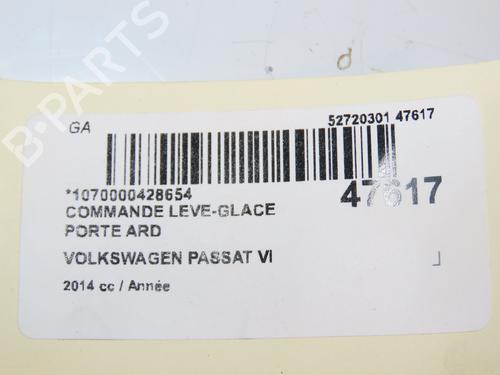 B-PARTS
GA
52720301 47617
*1070000428654
47617
COMMANDE LEVE-GLACE
PORTE ARD
VOLKSWAGEN PASSAT VI
2014 cc / Année